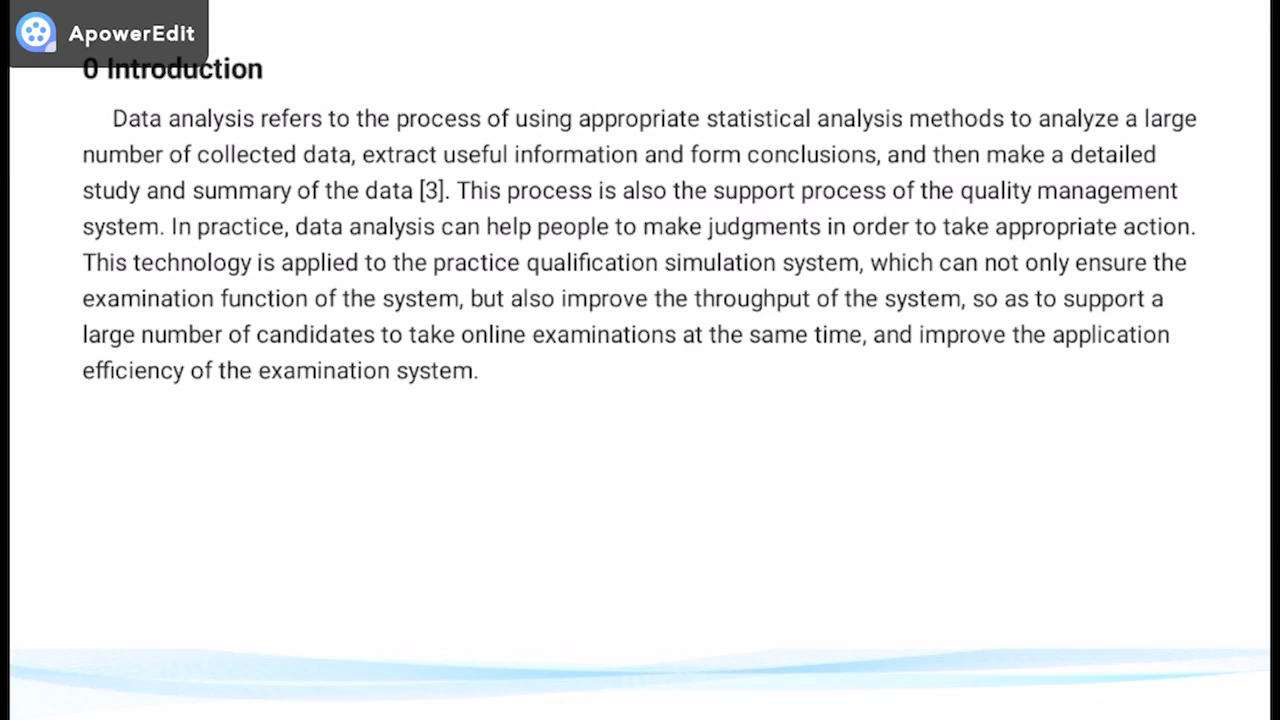 ApowerEdit
0 Introduction
Data analysis refers to the process of using appropriate statistical analysis methods to analyze a large
number of collected data, extract useful information and form conclusions, and then make a detailed
study and summary of the data [3]. This process is also the support process of the quality management
system. In practice, data analysis can help people to make judgments in order to take appropriate action.
This technology is applied to the practice qualification simulation system, which can not only ensure the
examination function of the system, but also improve the throughput of the system, so as to support a
large number of candidates to take online examinations at the same time, and improve the application
efficiency of the examination system.